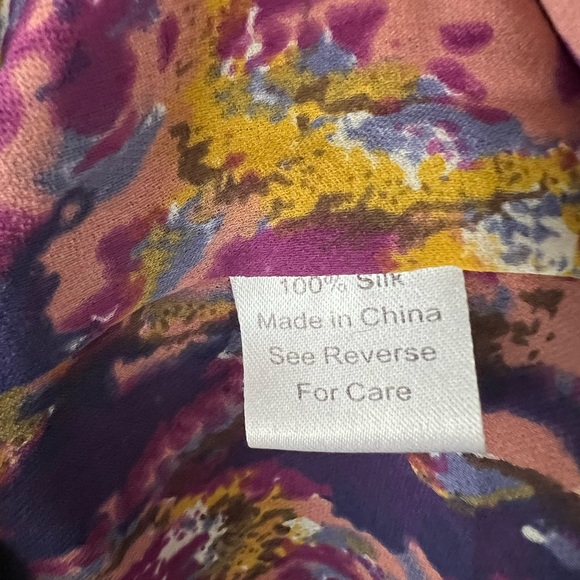 100% Silk
Made in China
See Reverse
For Care